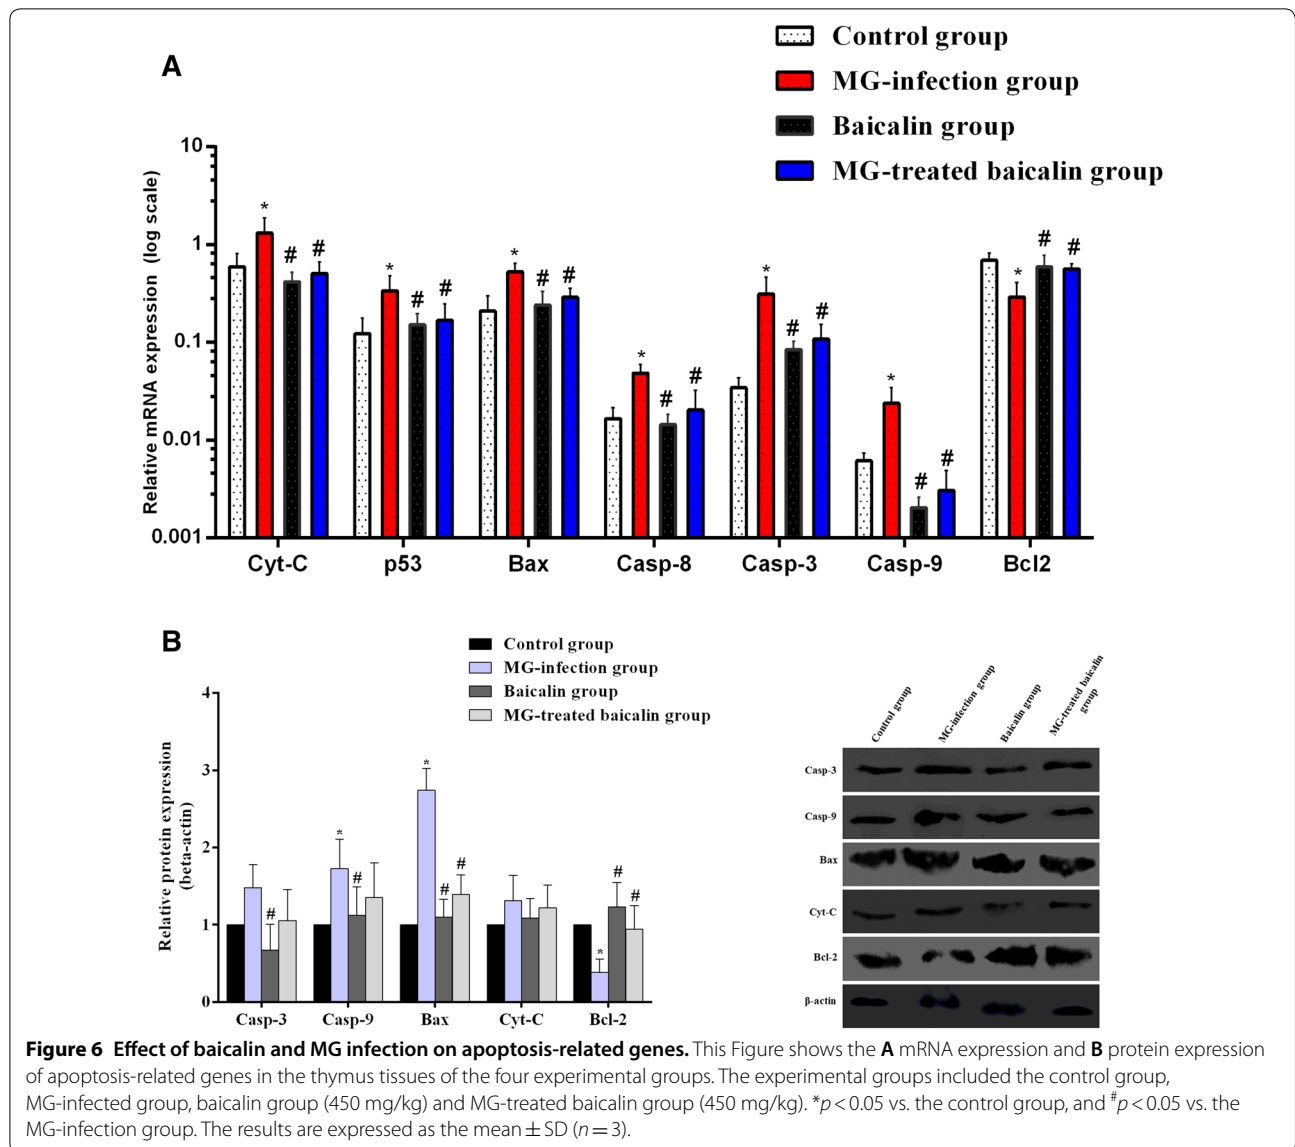 A
Control group
MG-infection group
Baicalin group
MG-treated baicalin group
Relative mRNA expression (log scale)
10
1
0.1
0.01
0.001
* # #
* # #
* # #
* # #
* # #
* # #
* # #
Cyt-C p53 Bax Casp-8 Casp-3 Casp-9 Bcl2
B
Control group
MG-infection group
Baicalin group
MG-treated baicalin group
Relative protein expression
(beta-actin)
4
3
2
1
0
#
* #
* # #
* # #
Casp-3 Casp-9 Bax Cyt-C Bcl-2
Control group
MG-infection group
Baicalin group
MG-treated baicalin
group
Casp-3
Casp-9
Bax
Cyt-C
Bcl-2
β-actin
Figure 6 Effect of baicalin and MG infection on apoptosis-related genes. This Figure shows the A mRNA expression and B protein expression
of apoptosis-related genes in the thymus tissues of the four experimental groups. The experimental groups included the control group,
MG-infected group, baicalin group (450 mg/kg) and MG-treated baicalin group (450 mg/kg). *p < 0.05 vs. the control group, and #p < 0.05 vs. the
MG-infection group. The results are expressed as the mean ± SD (n = 3).